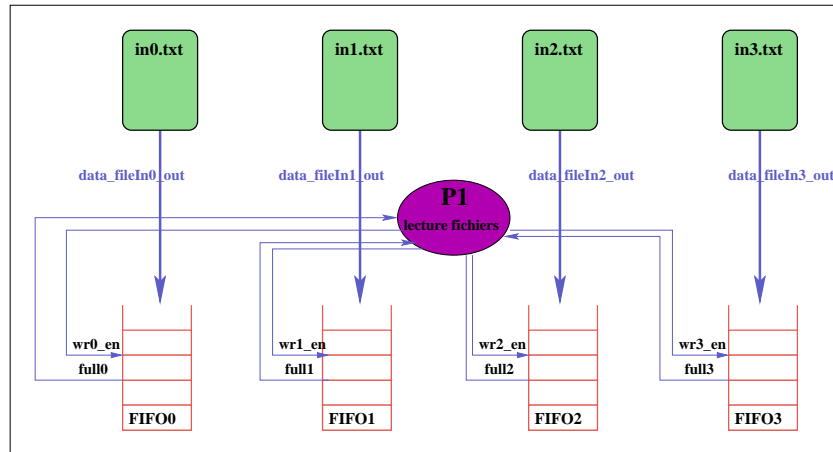 in0.txt
in1.txt
in2.txt
in3.txt
data_fileIn0_out
data_fileIn1_out
data_fileIn2_out
data_fileIn3_out
P1
lecture fichiers
wr0_en
wr1_en
wr2_en
wr3_en
full0
full1
full2
full3
FIFO0
FIFO1
FIFO2
FIFO3